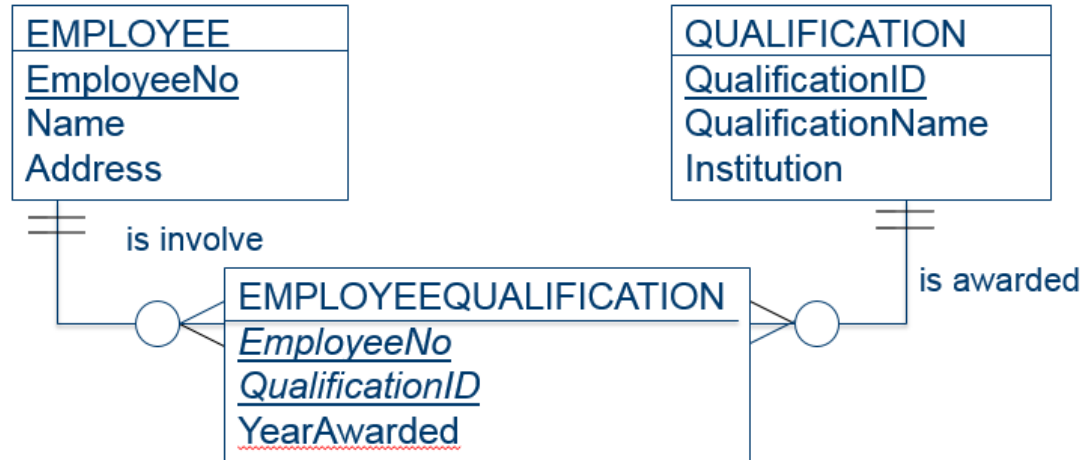 EMPLOYEE
EmployeeNo
Name
Address
QUALIFICATION
QualificationID
QualificationName
Institution
is involve
is awarded
EMPLOYEEQUALIFICATION
EmployeeNo
QualificationID
YearAwarded